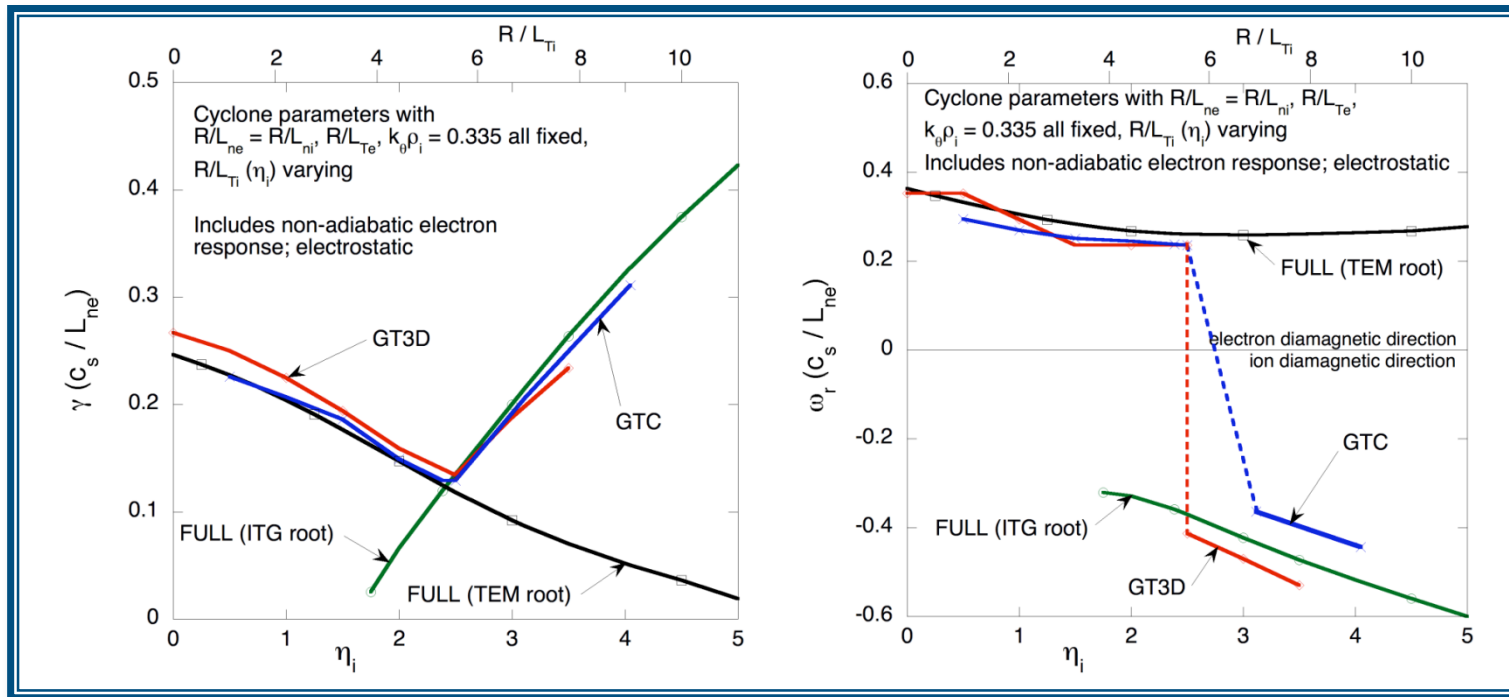 R / L_Ti
0 2 4 6 8 10
0.5
0.4
0.3
0.2
0.1
0
γ (c_s / L_ne)
Cyclone parameters with
R/L_ne = R/L_ni, R/L_Te, k_θρ_i = 0.335 all fixed,
R/L_Ti (η_i) varying
Includes non-adiabatic electron
response; electrostatic
GT3D
GTC
FULL (ITG root)
FULL (TEM root)
0 1 2 3 4 5
η_i
R / L_Ti
0 2 4 6 8 10
0.6
0.4
0.2
0
-0.2
-0.4
-0.6
ω_r (c_s / L_ne)
Cyclone parameters with R/L_ne = R/L_ni, R/L_Te,
k_θρ_i = 0.335 all fixed, R/L_Ti (η_i) varying
Includes non-adiabatic electron response; electrostatic
FULL (TEM root)
electron diamagnetic direction
ion diamagnetic direction
GTC
FULL (ITG root)
GT3D
0 1 2 3 4 5
η_i